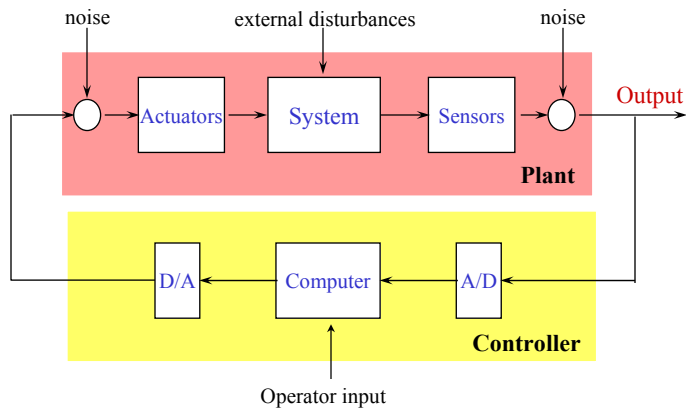 noise
external disturbances
noise
Actuators
System
Sensors
Output
Plant
D/A
Computer
A/D
Controller
Operator input